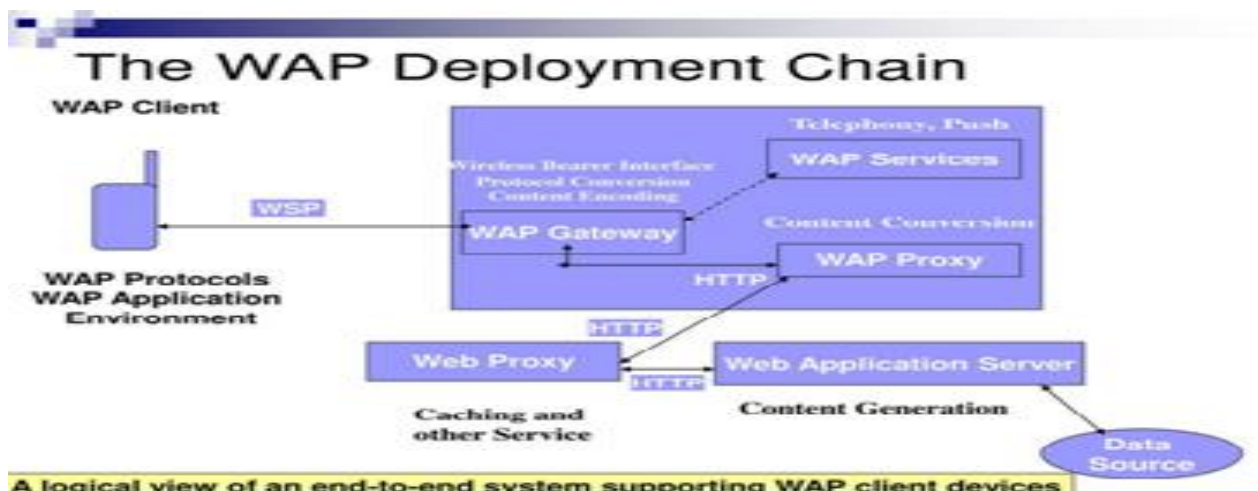 The WAP Deployment Chain
WAP Client
Telephony, Push
WAP Services
Wireless Bearer Interface
Protocol Conversion
Content Encoding
WSP
WAP Gateway
Content Conversion
WAP Proxy
HTTP
WAP Protocols
WAP Application
Environment
HTTP
Web Proxy
HTTP
Web Application Server
Caching and
other Service
Content Generation
Data
Source
A logical view of an end-to-end system supporting WAP client devices